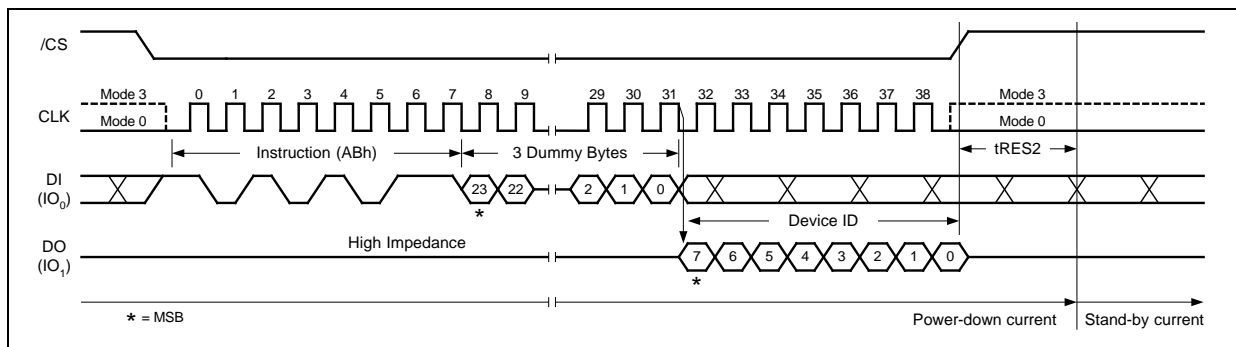 /CS
Mode 3
0 1 2 3 4 5 6 7 8 9 29 30 31 32 33 34 35 36 37 38
Mode 3
CLK
Mode 0
Mode 0
Instruction (ABh)
3 Dummy Bytes
tRES2
DI
(IO0)
23 22 2 1 0
*
Device ID
High Impedance
DO
(IO1)
7 6 5 4 3 2 1 0
*
* = MSB
Power-down current
Stand-by current